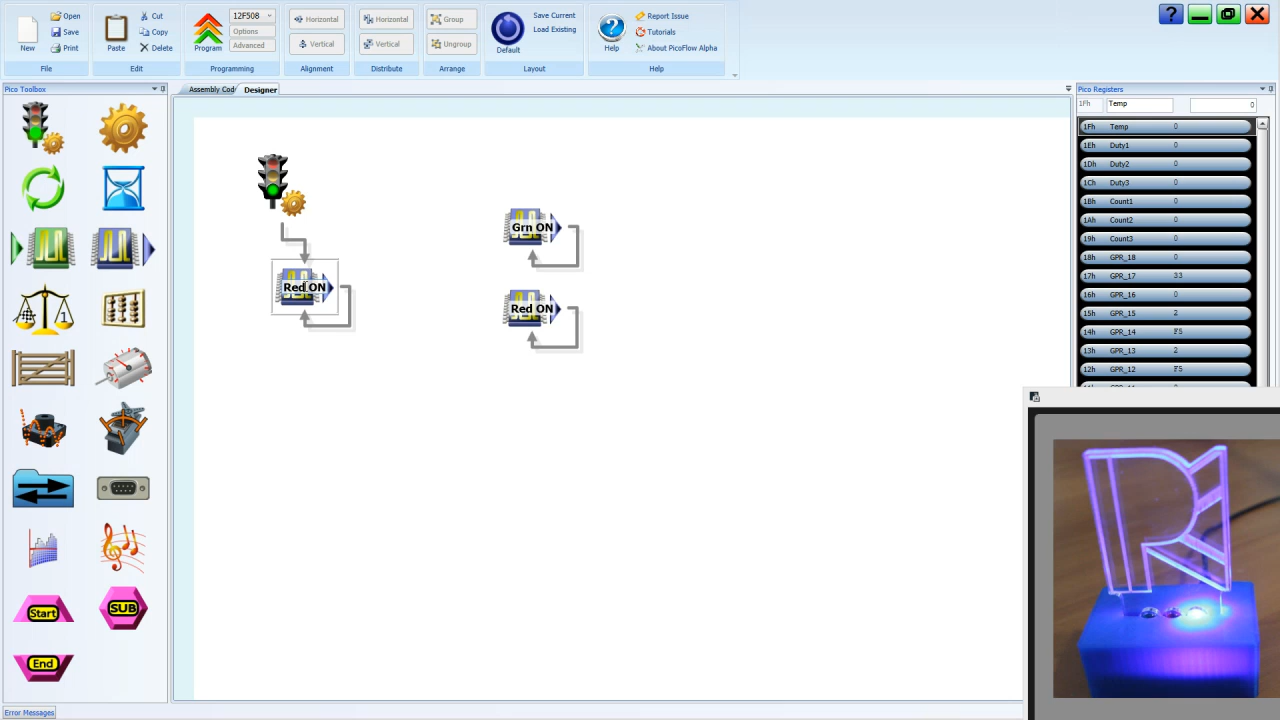 New
Open
Save
Print
File
Paste
Cut
Copy
Delete
Edit
Program
12F508
Options
Advanced
Programming
Horizontal
Vertical
Alignment
Horizontal
Vertical
Distribute
Group
Ungroup
Arrange
Default
Save Current
Load Existing
Layout
? Help
Report Issue
Tutorials
About PicoFlow Alpha
Help
?
Pico Toolbox
Assembly Cod
Designer
Pico Registers
1Fh Temp 0
1Fh Temp 0
1Eh Duty1 0
1Dh Duty2 0
1Ch Duty3 0
1Bh Count1 0
1Ah Count2 0
19h Count3 0
18h GPR_18 0
17h GPR_17 33
16h GPR_16 0
15h GPR_15 2
14h GPR_14 F5
13h GPR_13 2
12h GPR_12 F5
Grn ON
Red ON
Red ON
1
Start
SUB
End
Error Messages